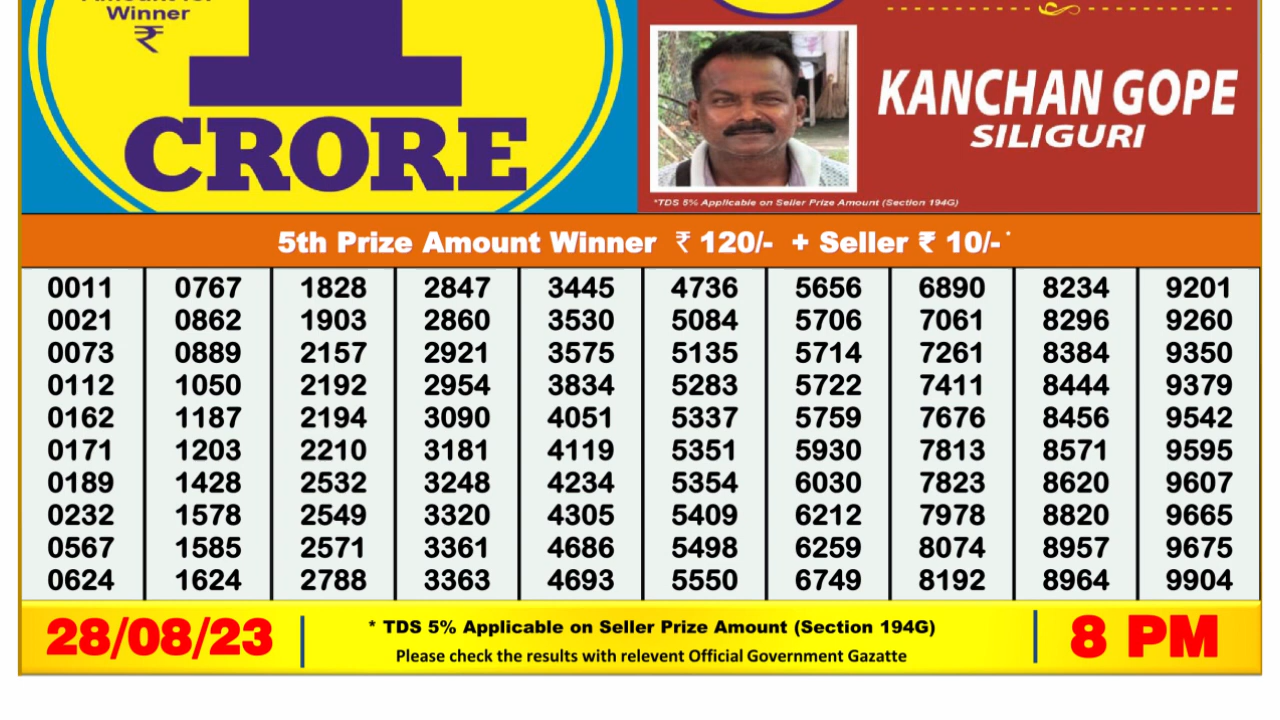 Winner
₹
1
CRORE
KANCHAN GOPE
SILIGURI
*TDS 5% Applicable on Seller Prize Amount (Section 194G)
5th Prize Amount Winner ₹ 120/- + Seller ₹ 10/-*
0011 0767 1828 2847 3445 4736 5656 6890 8234 9201
0021 0862 1903 2860 3530 5084 5706 7061 8296 9260
0073 0889 2157 2921 3575 5135 5714 7261 8384 9350
0112 1050 2192 2954 3834 5283 5722 7411 8444 9379
0162 1187 2194 3090 4051 5337 5759 7676 8456 9542
0171 1203 2210 3181 4119 5351 5930 7813 8571 9595
0189 1428 2532 3248 4234 5354 6030 7823 8620 9607
0232 1578 2549 3320 4305 5409 6212 7978 8820 9665
0567 1585 2571 3361 4686 5498 6259 8074 8957 9675
0624 1624 2788 3363 4693 5550 6749 8192 8964 9904
28/08/23
* TDS 5% Applicable on Seller Prize Amount (Section 194G)
Please check the results with relevent Official Government Gazatte
8 PM